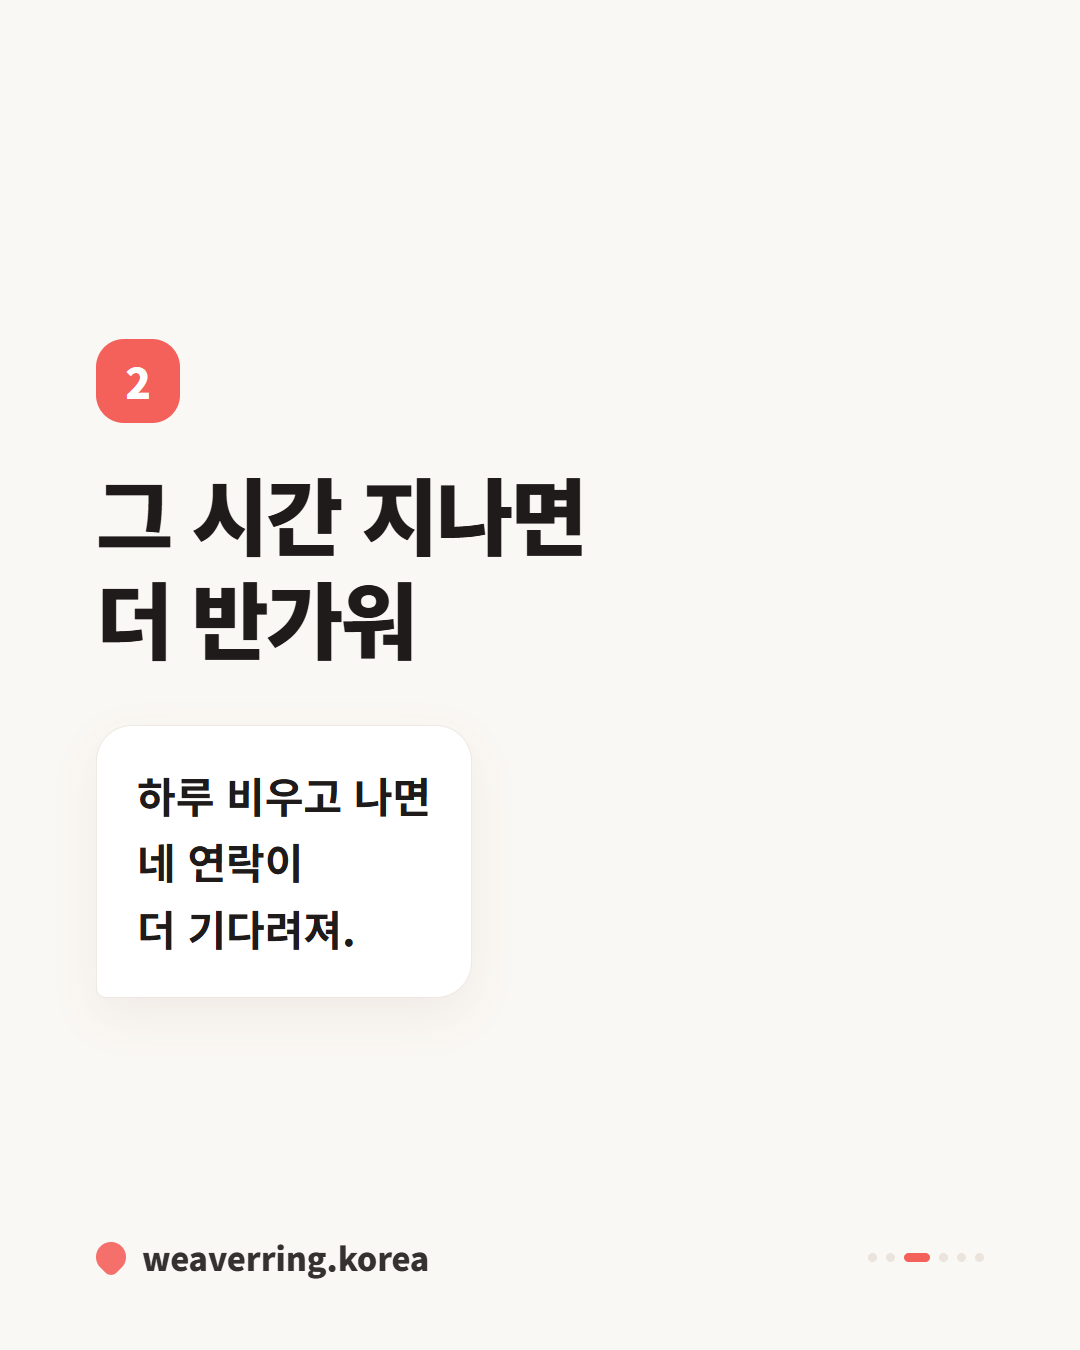 2
그 시간 지나면
더 반가워
하루 비우고 나면
네 연락이
더 기다려져.
weaverring.korea